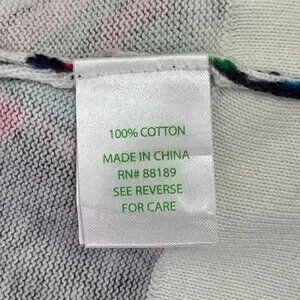 100% COTTON
MADE IN CHINA
RN# 88189
SEE REVERSE
FOR CARE